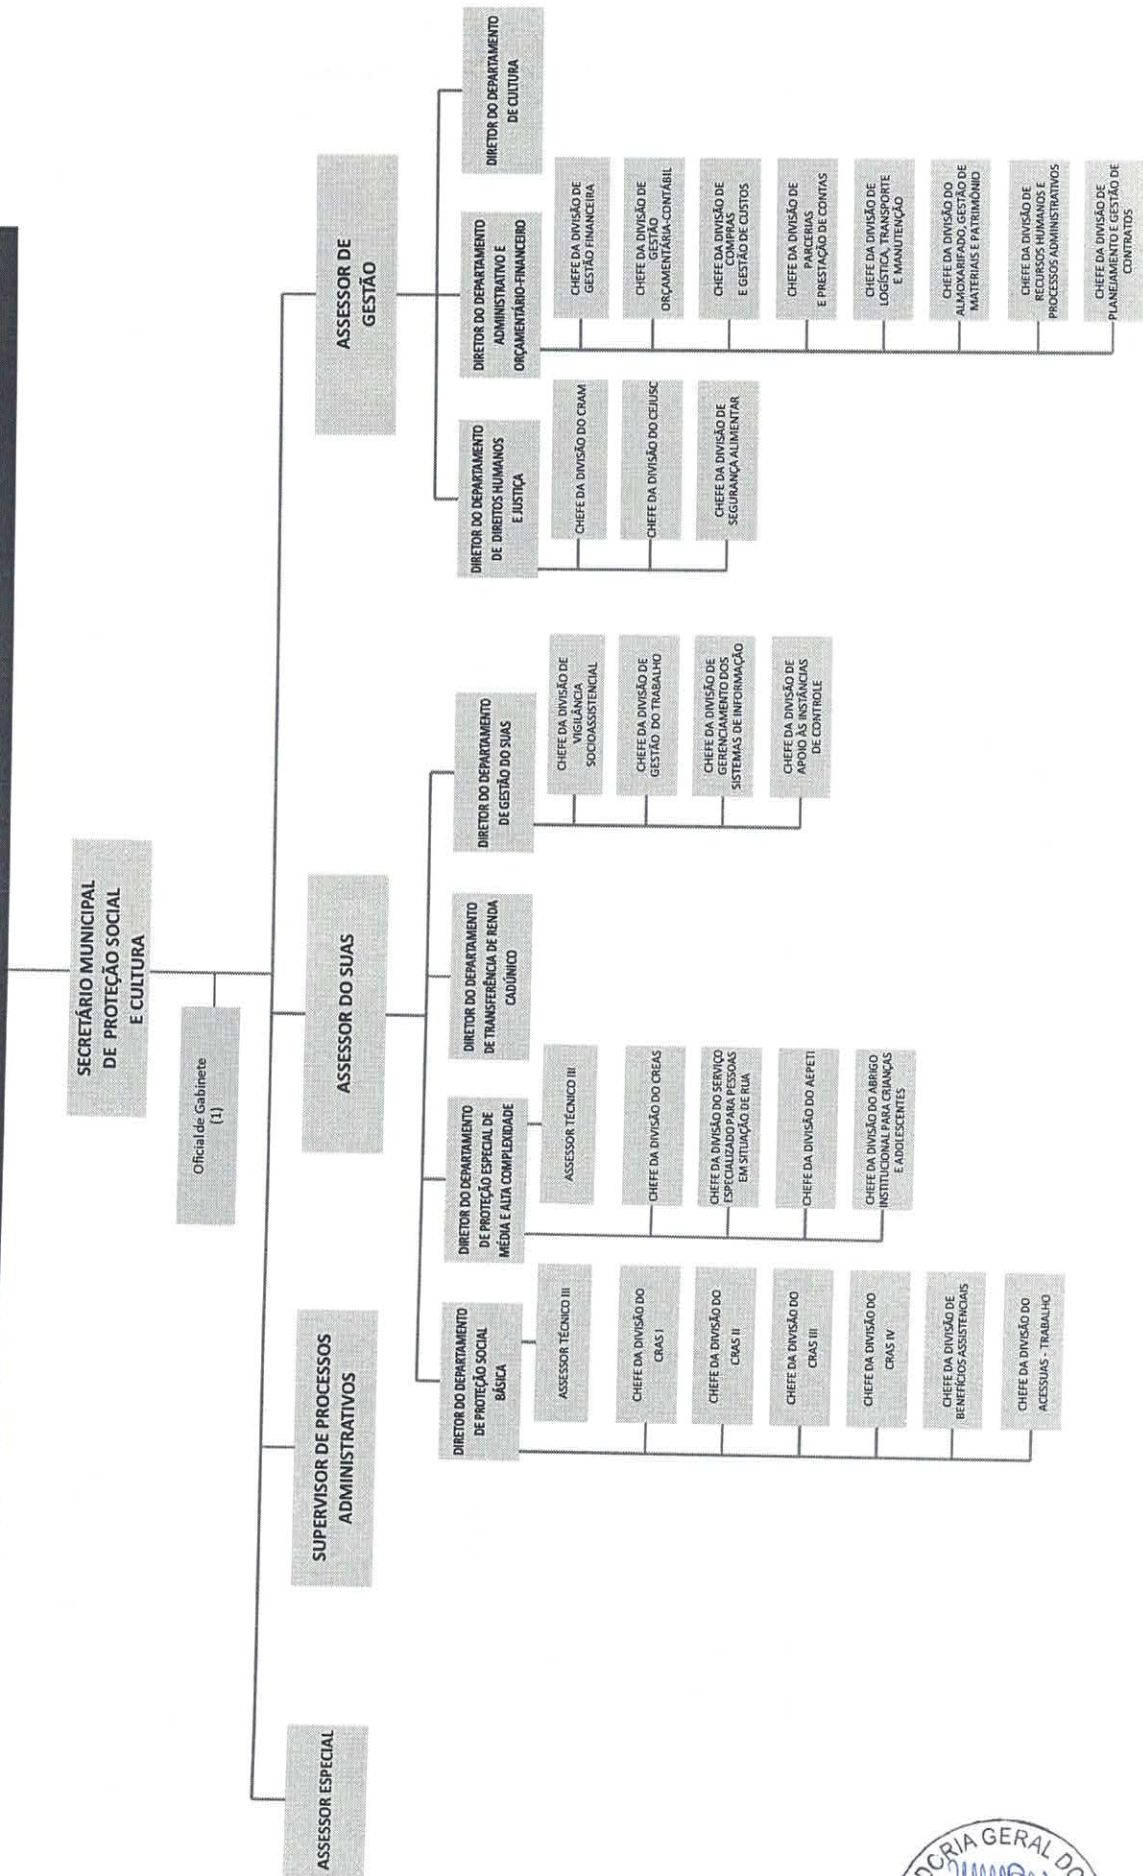 SECRETÁRIO MUNICIPAL
DE PROTEÇÃO SOCIAL
E CULTURA
Oficial de Gabinete
(1)
ASSESSOR ESPECIAL
SUPERVISOR DE PROCESSOS
ADMINISTRATIVOS
ASSESSOR DO SUAS
ASSESSOR DE
GESTÃO
DIRETOR DO DEPARTAMENTO
DE PROTEÇÃO SOCIAL
BÁSICA
ASSESSOR TÉCNICO III
CHEFE DA DIVISÃO DO
CRAS I
CHEFE DA DIVISÃO DO
CRAS II
CHEFE DA DIVISÃO DO
CRAS III
CHEFE DA DIVISÃO DO
CRAS IV
CHEFE DA DIVISÃO DE
BENEFÍCIOS ASSISTENCIAIS
CHEFE DA DIVISÃO DO
ACESSUAS - TRABALHO
DIRETOR DO DEPARTAMENTO
DE PROTEÇÃO ESPECIAL DE
MÉDIA E ALTA COMPLEXIDADE
ASSESSOR TÉCNICO III
CHEFE DA DIVISÃO DO CREAS
CHEFE DA DIVISÃO DO SERVIÇO
ESPECIALIZADO PARA PESSOAS
EM SITUAÇÃO DE RUA
CHEFE DA DIVISÃO DO AEPETI
CHEFE DA DIVISÃO DO ABRIGO
INSTITUCIONAL PARA CRIANÇAS
E ADOLESCENTES
DIRETOR DO DEPARTAMENTO
DE TRANSFERÊNCIA DE RENDA
CADÚNICO
DIRETOR DO DEPARTAMENTO
DE GESTÃO DO SUAS
CHEFE DA DIVISÃO DE
VIGILÂNCIA
SOCIOASSISTENCIAL
CHEFE DA DIVISÃO DE
GESTÃO DO TRABALHO
CHEFE DA DIVISÃO DE
GERENCIAMENTO DOS
SISTEMAS DE INFORMAÇÃO
CHEFE DA DIVISÃO DE
APOIO ÀS INSTÂNCIAS
DE CONTROLE
DIRETOR DO DEPARTAMENTO
DE DIREITOS HUMANOS
E JUSTIÇA
CHEFE DA DIVISÃO DO CRAM
CHEFE DA DIVISÃO DO CEJUSC
CHEFE DA DIVISÃO DE
SEGURANÇA ALIMENTAR
DIRETOR DO DEPARTAMENTO
ADMINISTRATIVO E
ORÇAMENTÁRIO-FINANCEIRO
CHEFE DA DIVISÃO DE
GESTÃO FINANCEIRA
CHEFE DA DIVISÃO DE
GESTÃO
ORÇAMENTÁRIA-CONTÁBIL
CHEFE DA DIVISÃO DE
COMPRAS
E GESTÃO DE CUSTOS
CHEFE DA DIVISÃO DE
PARCERIAS
E PRESTAÇÃO DE CONTAS
CHEFE DA DIVISÃO DE
LOGÍSTICA, TRANSPORTE
E MANUTENÇÃO
CHEFE DA DIVISÃO DO
ALMOXARIFADO, GESTÃO DE
MATERIAIS E PATRIMÔNIO
CHEFE DA DIVISÃO DE
RECURSOS HUMANOS E
PROCESSOS ADMINISTRATIVOS
CHEFE DA DIVISÃO DE
PLANEJAMENTO E GESTÃO DE
CONTRATOS
DIRETOR DO DEPARTAMENTO
DE CULTURA
GERAL DO